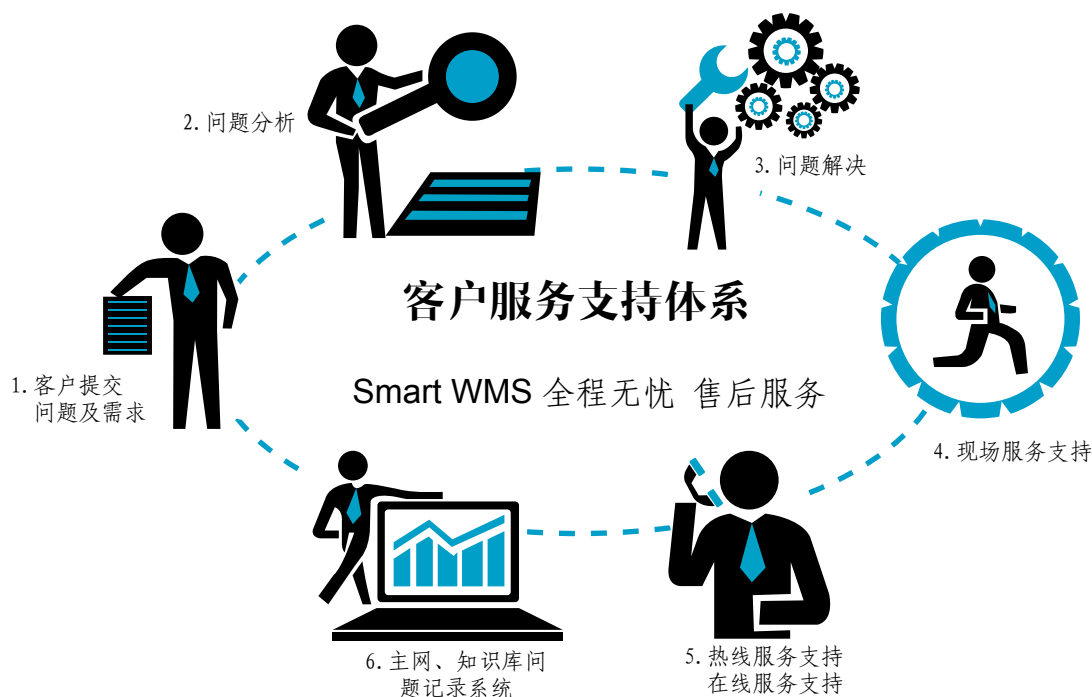 2. 问题分析
3. 问题解决
客户服务支持体系
1. 客户提交
问题及需求
Smart WMS 全程无忧 售后服务
4. 现场服务支持
6. 主网、知识库问
题记录系统
5. 热线服务支持
在线服务支持